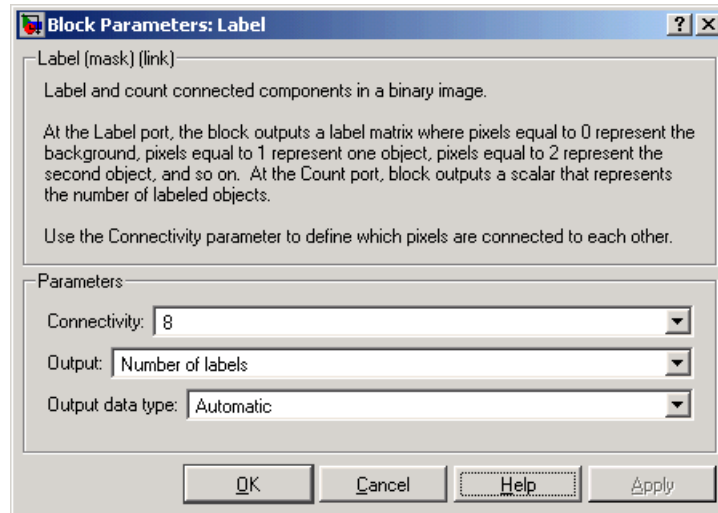 Block Parameters: Label
Label (mask) (link)
Label and count connected components in a binary image.
At the Label port, the block outputs a label matrix where pixels equal to 0 represent the
background, pixels equal to 1 represent one object, pixels equal to 2 represent the
second object, and so on.  At the Count port, block outputs a scalar that represents
the number of labeled objects.
Use the Connectivity parameter to define which pixels are connected to each other.
Parameters
Connectivity: 8
Output: Number of labels
Output data type: Automatic
OK Cancel Help Apply